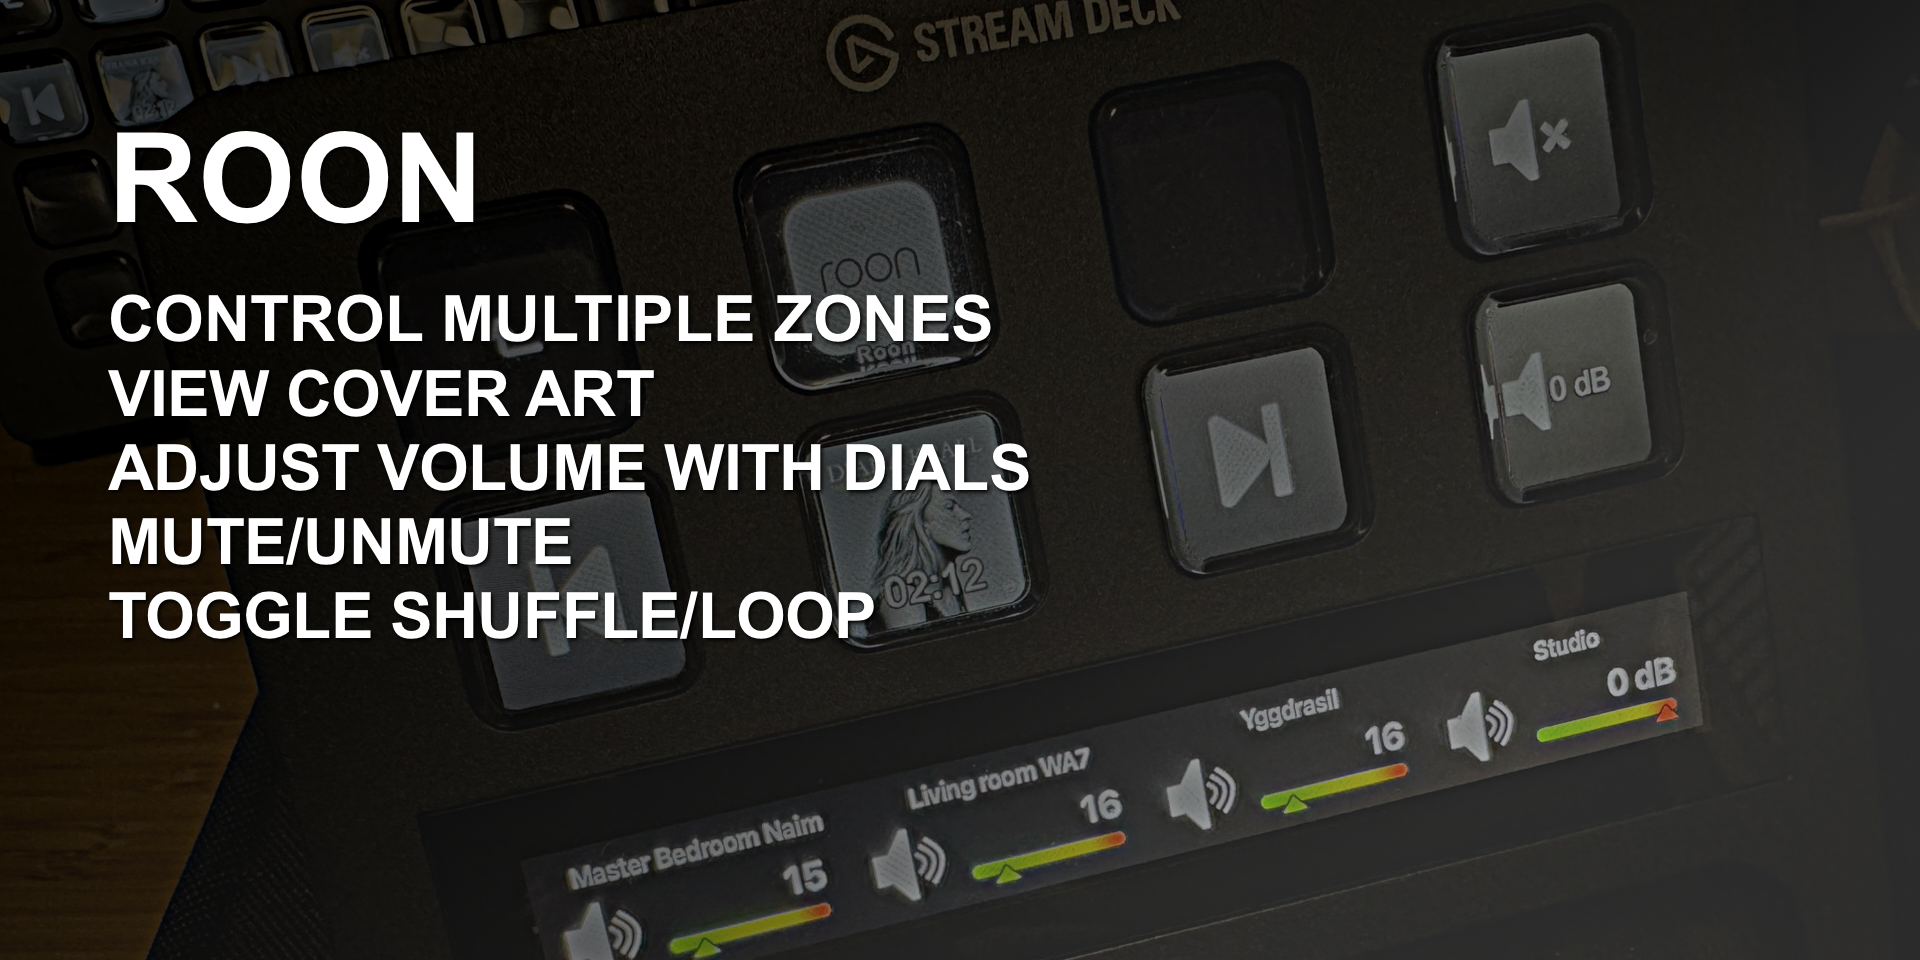 STREAM DECK
ROON
roon
Roon
CONTROL MULTIPLE ZONES
VIEW COVER ART
ADJUST VOLUME WITH DIALS
MUTE/UNMUTE
TOGGLE SHUFFLE/LOOP
0 dB
02:12
Studio
0 dB
Yggdrasil
16
Living room WA7
16
Master Bedroom Naim
15